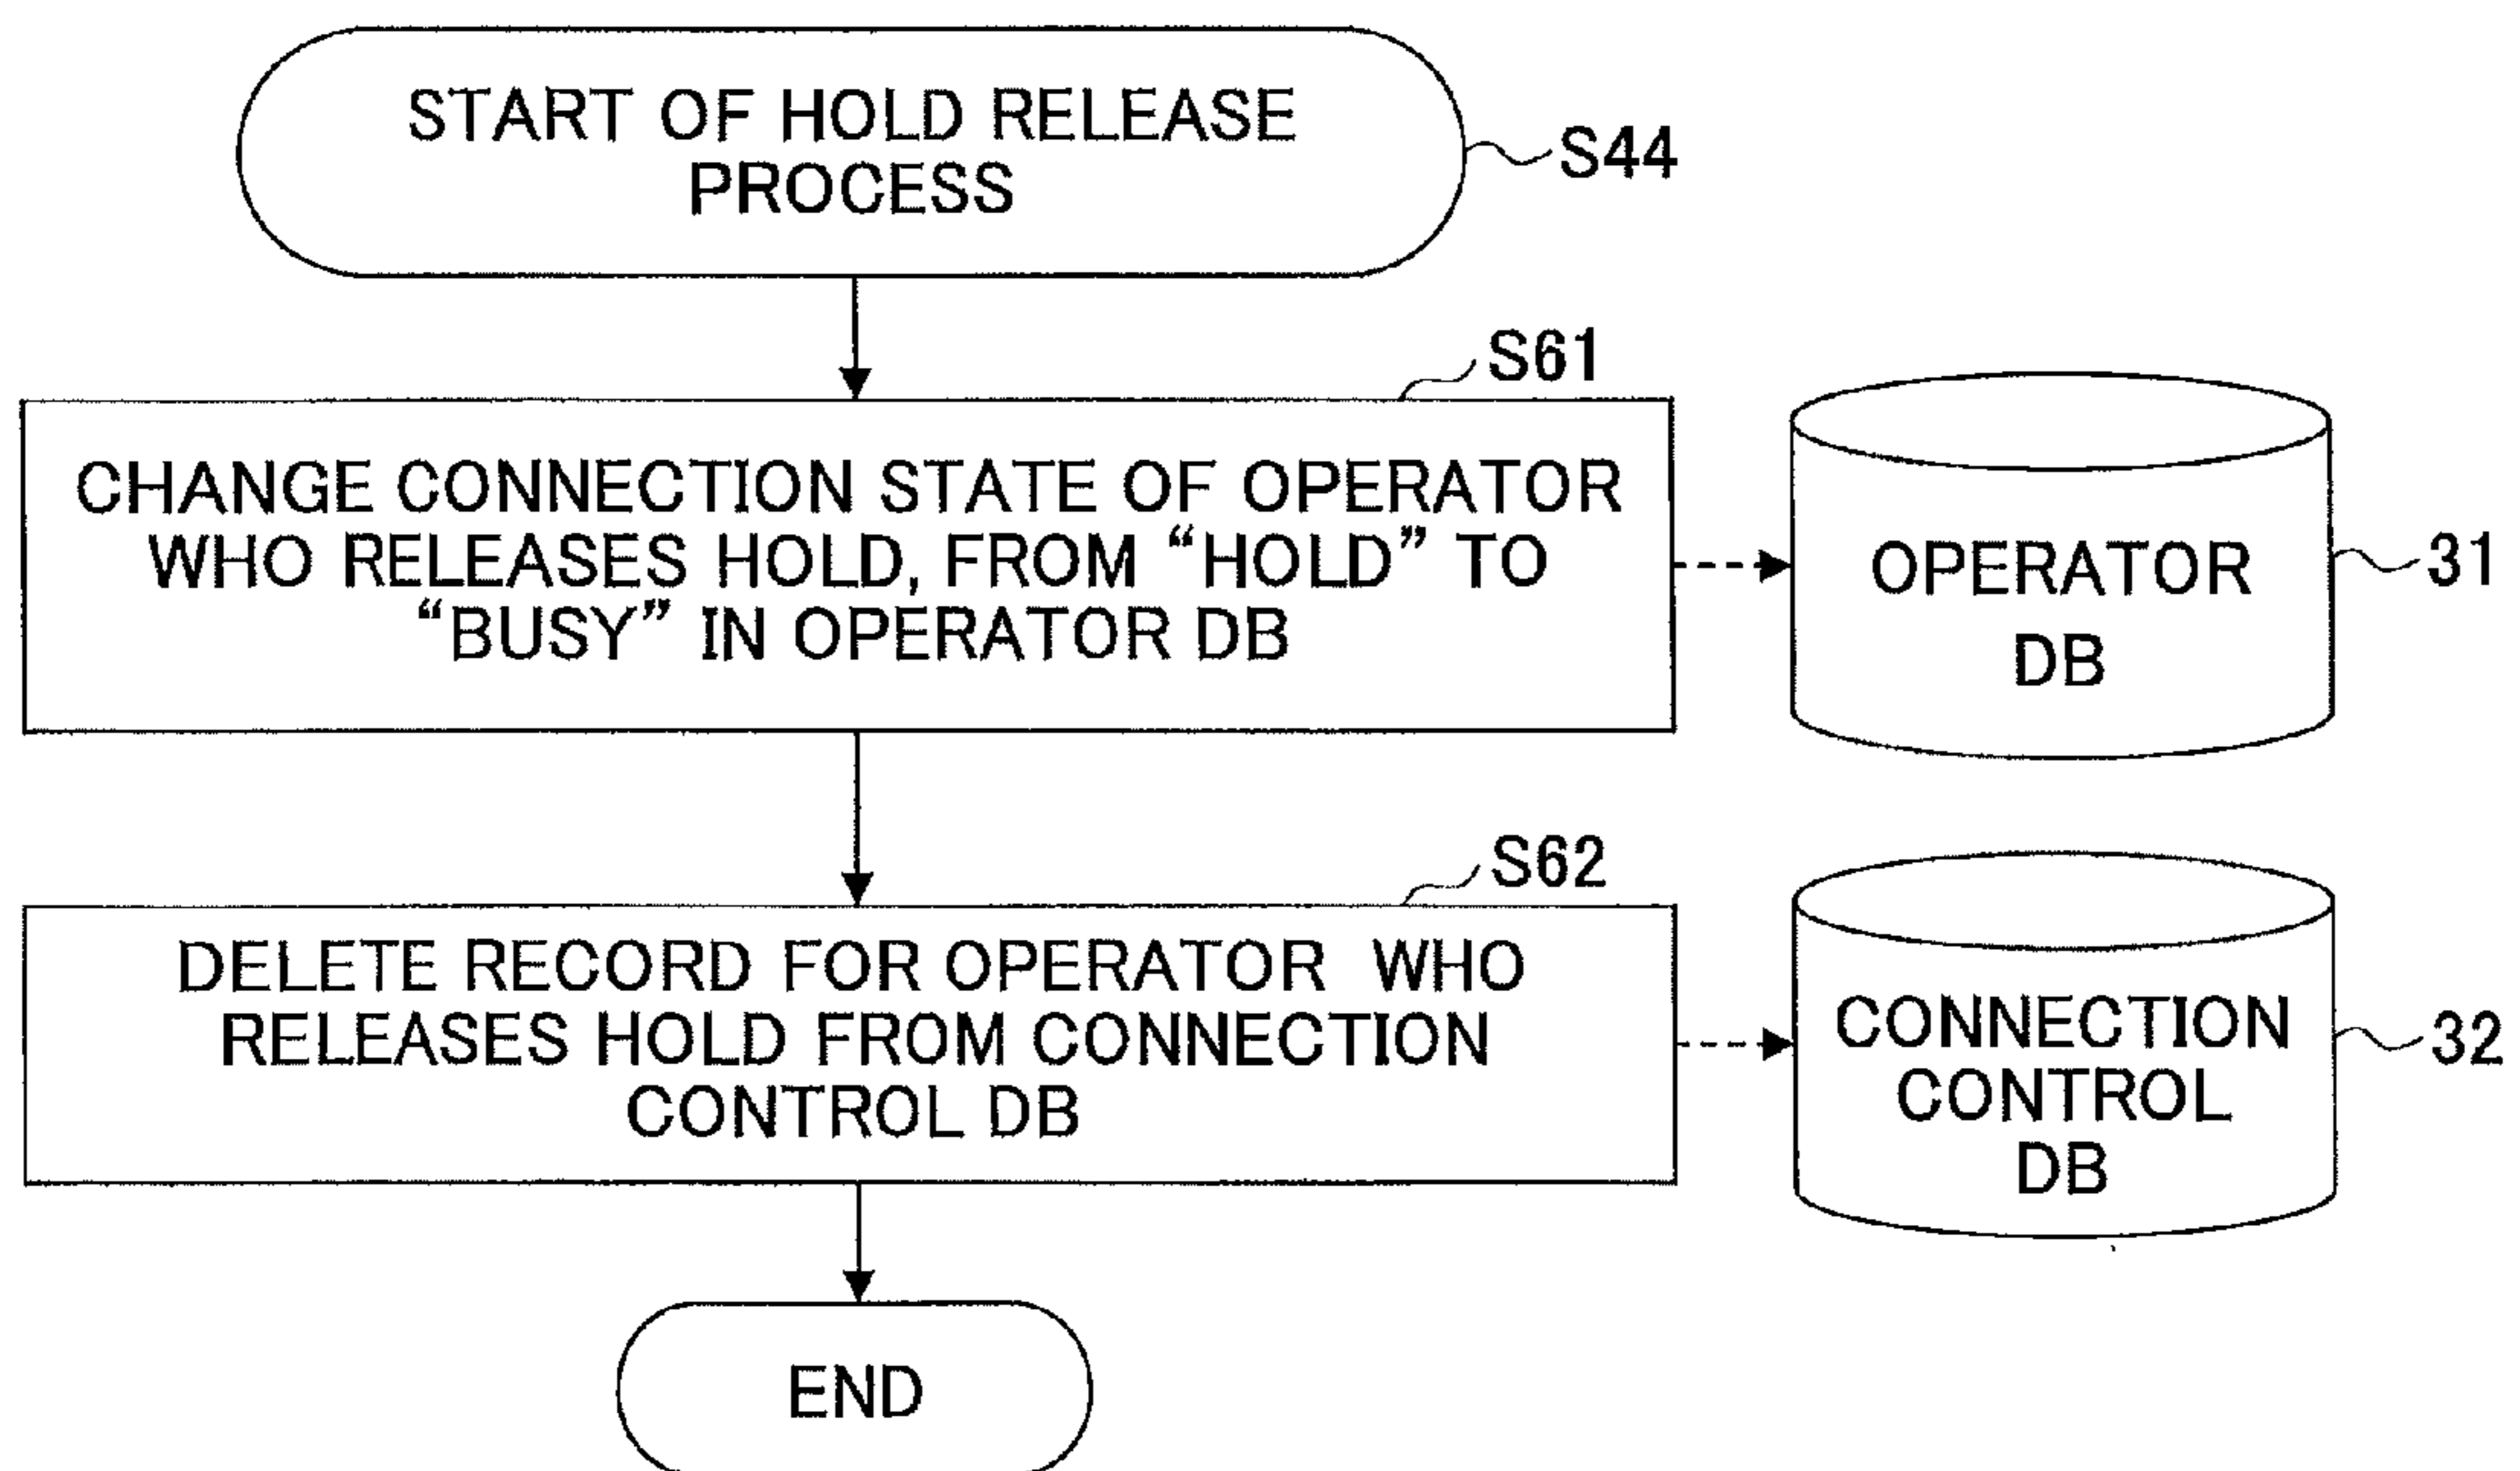 START OF HOLD RELEASE
PROCESS
S44
S61
CHANGE CONNECTION STATE OF OPERATOR
WHO RELEASES HOLD, FROM “HOLD” TO
“BUSY” IN OPERATOR DB
OPERATOR
DB
31
S62
DELETE RECORD FOR OPERATOR WHO
RELEASES HOLD FROM CONNECTION
CONTROL DB
CONNECTION
CONTROL
DB
32
END